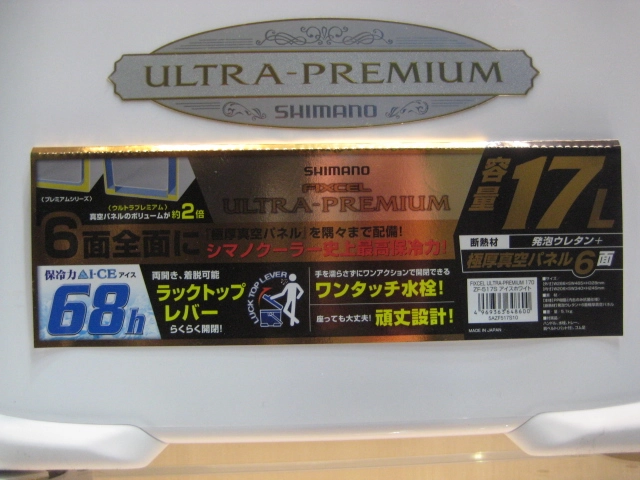 ULTRA-PREMIUM
SHIMANO
SHIMANO
FIXCEL
ULTRA-PREMIUM
容量17L
《プレミアムシリーズ》
《ウルトラプレミアム》
真空パネルのボリュームが約2倍
6面全面に
「極厚真空パネル」を隅々まで配備!
シマノクーラー史上最高保冷力!
断熱材 発泡ウレタン+
極厚真空パネル6面
保冷力 I-CE アイス
68h
両開き、着脱可能
ラックトップ
レバー
らくらく開閉!
LUCK TOP LEVER
手を濡らさずにワンアクションで開閉できる
ワンタッチ水栓!
座っても大丈夫! 頑丈設計!
FIXCEL ULTRA-PREMIUM 170
ZF-517S アイスホワイト
4 969363 648600
SAZF517S10
MADE IN JAPAN